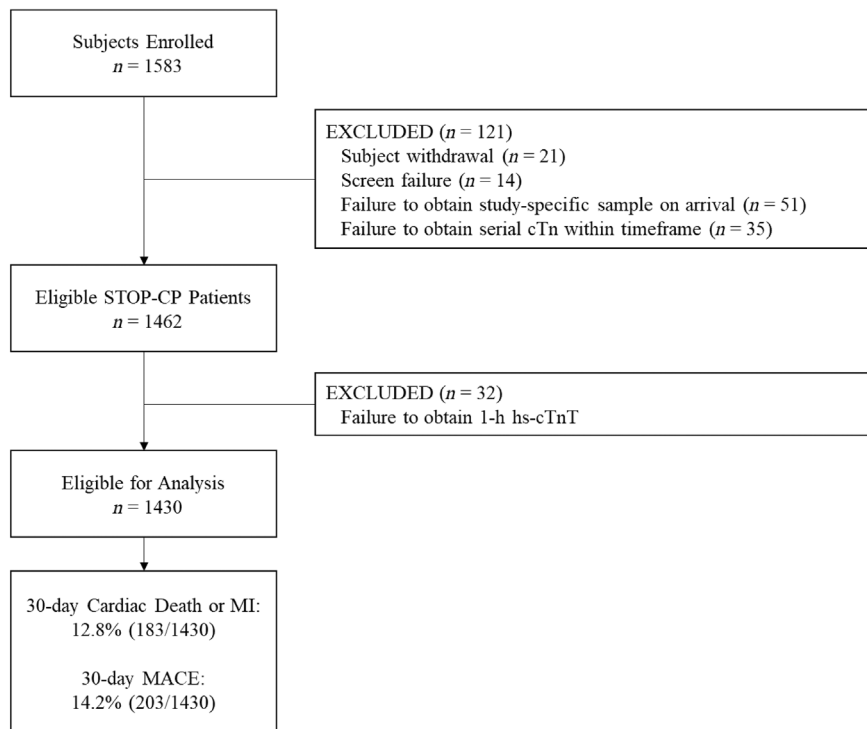 Subjects Enrolled
n = 1583
EXCLUDED (n = 121)
Subject withdrawal (n = 21)
Screen failure (n = 14)
Failure to obtain study-specific sample on arrival (n = 51)
Failure to obtain serial cTn within timeframe (n = 35)
Eligible STOP-CP Patients
n = 1462
EXCLUDED (n = 32)
Failure to obtain 1-h hs-cTnT
Eligible for Analysis
n = 1430
30-day Cardiac Death or MI:
12.8% (183/1430)
30-day MACE:
14.2% (203/1430)